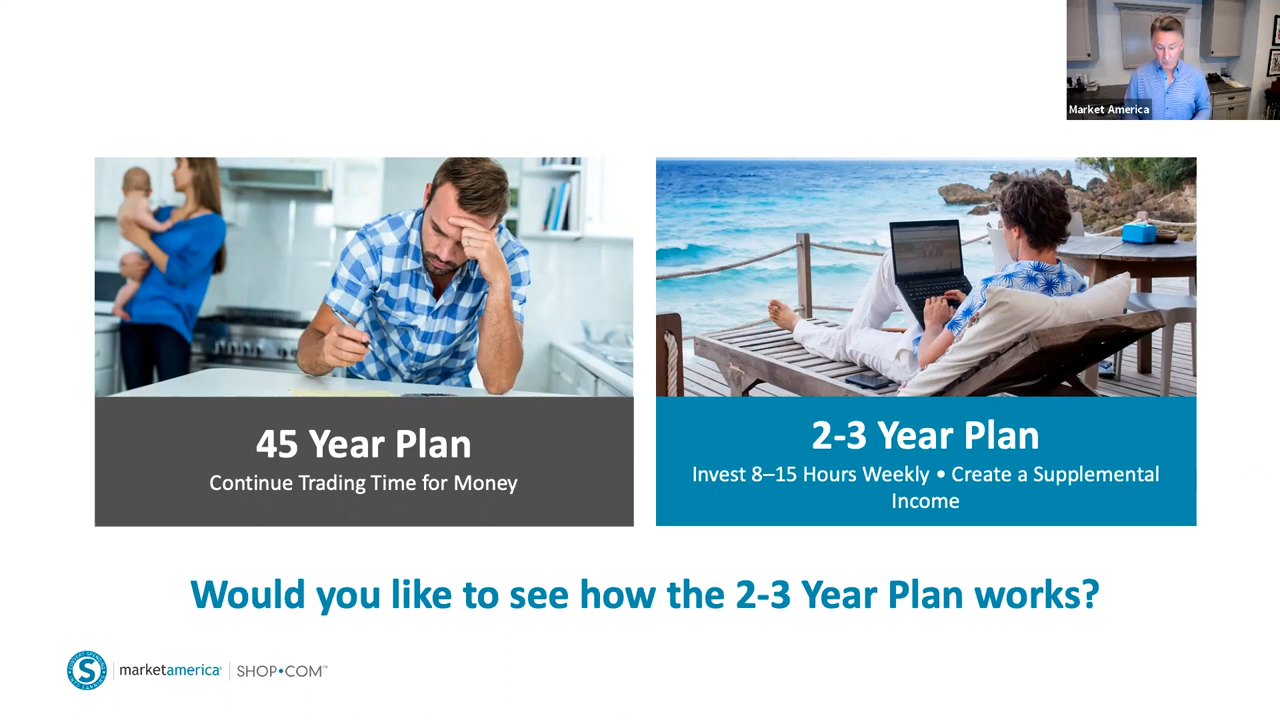 Market America
45 Year Plan
Continue Trading Time for Money
2-3 Year Plan
Invest 8–15 Hours Weekly • Create a Supplemental
Income
Would you like to see how the 2-3 Year Plan works?
S
marketamerica® SHOP•COM™